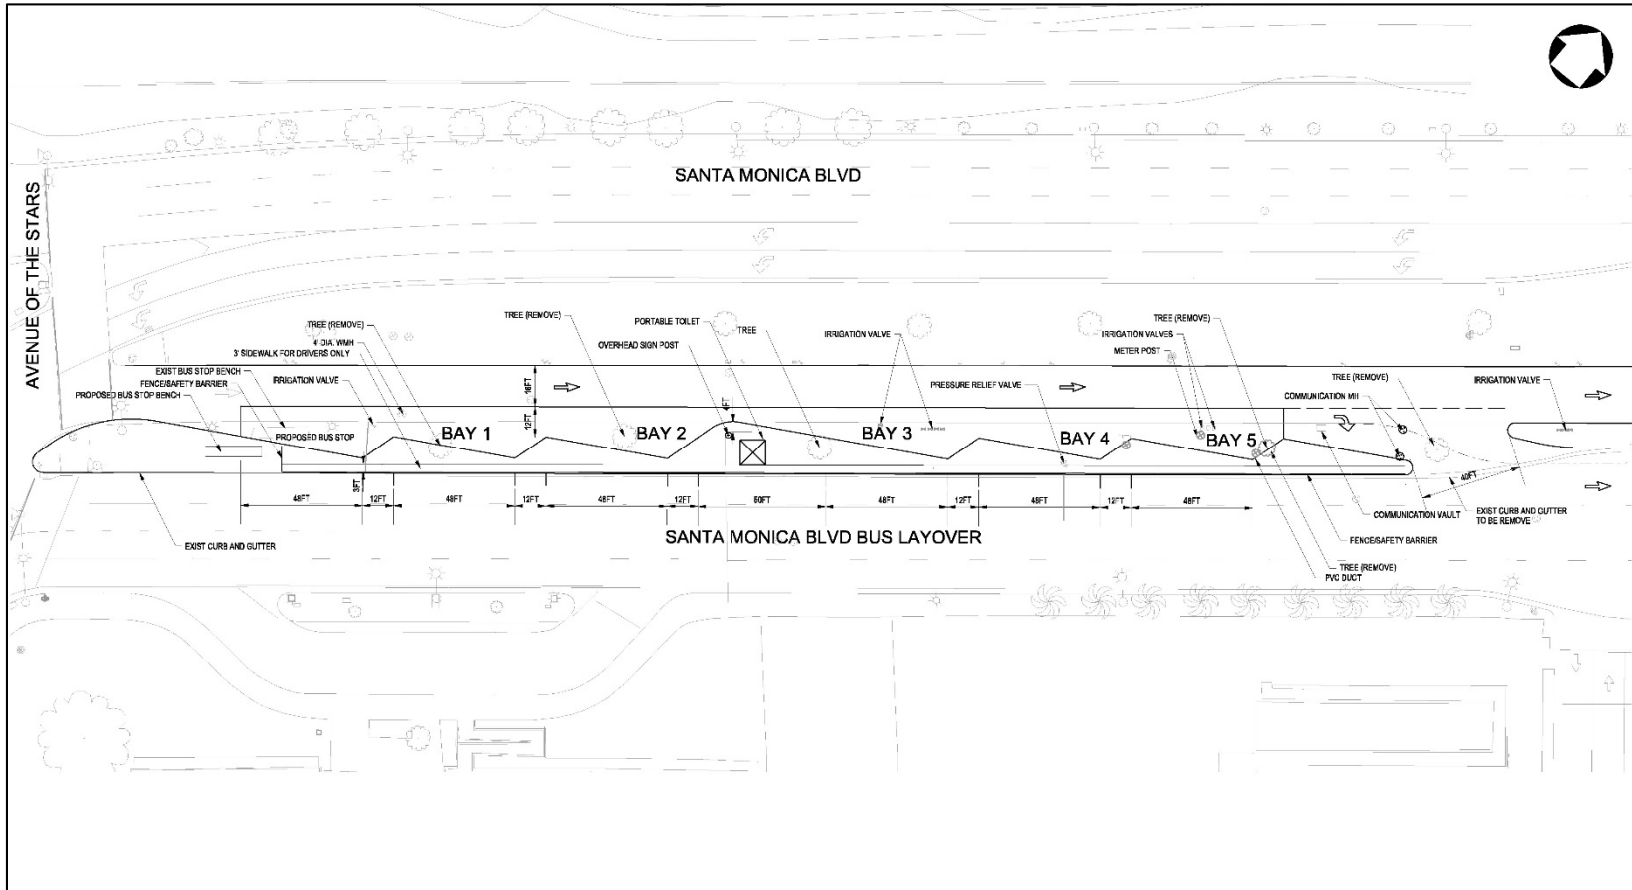 SANTA MONICA BLVD
AVENUE OF THE STARS
TREE (REMOVE)
4' DIA. WMH
3' SIDEWALK FOR DRIVERS ONLY
EXIST BUS STOP BENCH
IRRIGATION VALVE
FENCE/SAFETY BARRIER
PROPOSED BUS STOP BENCH
TREE (REMOVE)
PORTABLE TOILET
OVERHEAD SIGN POST
TREE
IRRIGATION VALVE
TREE (REMOVE)
IRRIGATION VALVES
METER POST
PRESSURE RELIEF VALVE
TREE (REMOVE)
COMMUNICATION MH
IRRIGATION VALVE
16FT
12FT
4FT
PROPOSED BUS STOP
BAY 1
BAY 2
BAY 3
BAY 4
BAY 5
3FT
40FT
48FT
12FT
48FT
12FT
48FT
12FT
50FT
48FT
12FT
48FT
12FT
48FT
COMMUNICATION VAULT
EXIST CURB AND GUTTER
TO BE REMOVE
EXIST CURB AND GUTTER
SANTA MONICA BLVD BUS LAYOVER
FENCE/SAFETY BARRIER
TREE (REMOVE)
PVC DUCT